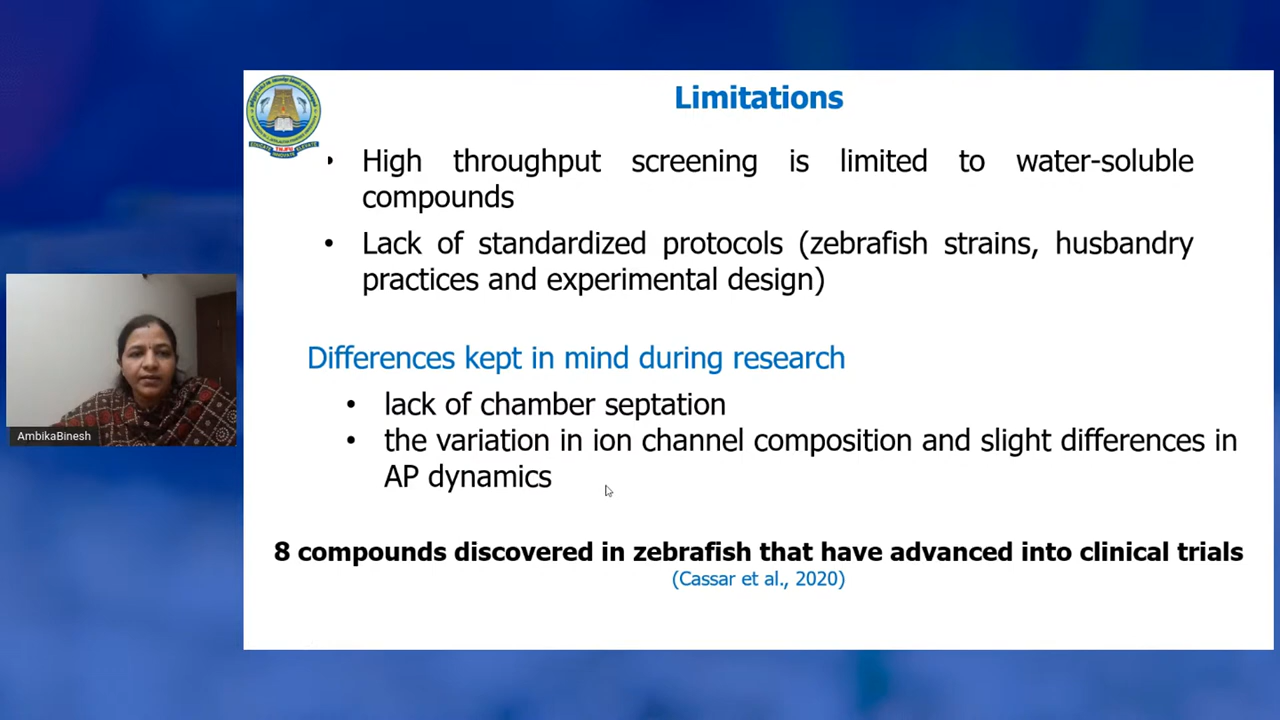 Limitations
• High throughput screening is limited to water-soluble
compounds
• Lack of standardized protocols (zebrafish strains, husbandry
practices and experimental design)
Differences kept in mind during research
• lack of chamber septation
• the variation in ion channel composition and slight differences in
AP dynamics
8 compounds discovered in zebrafish that have advanced into clinical trials
(Cassar et al., 2020)
AmbikaBinesh